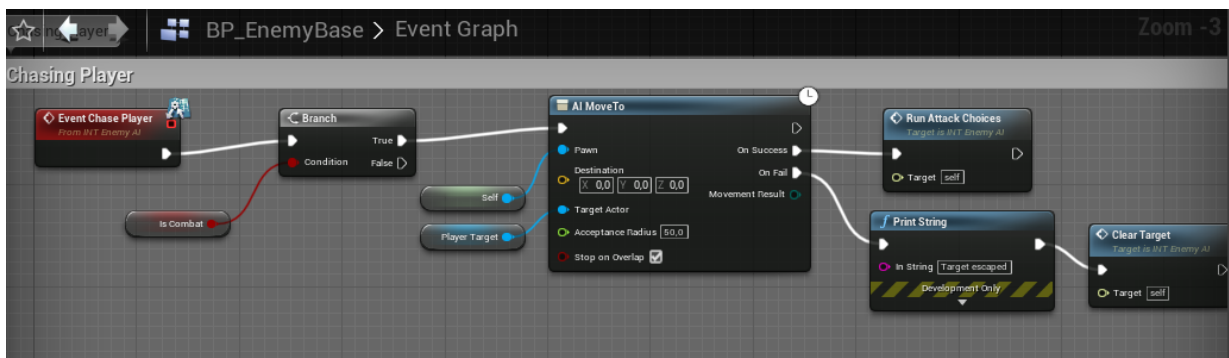 BP_EnemyBase > Event Graph
Zoom -3
Chasing Player
Event Chase Player
From INT Enemy AI
Branch
True
Condition
False
Is Combat
AI MoveTo
Pawn
On Success
Destination
X 0,0 Y 0,0 Z 0,0
On Fail
Movement Result
Target Actor
Acceptance Radius 50,0
Stop on Overlap
Self
Player Target
Run Attack Choices
Target is INT Enemy AI
Target self
Print String
In String Target escaped
Development Only
Clear Target
Target is INT Enemy AI
Target self